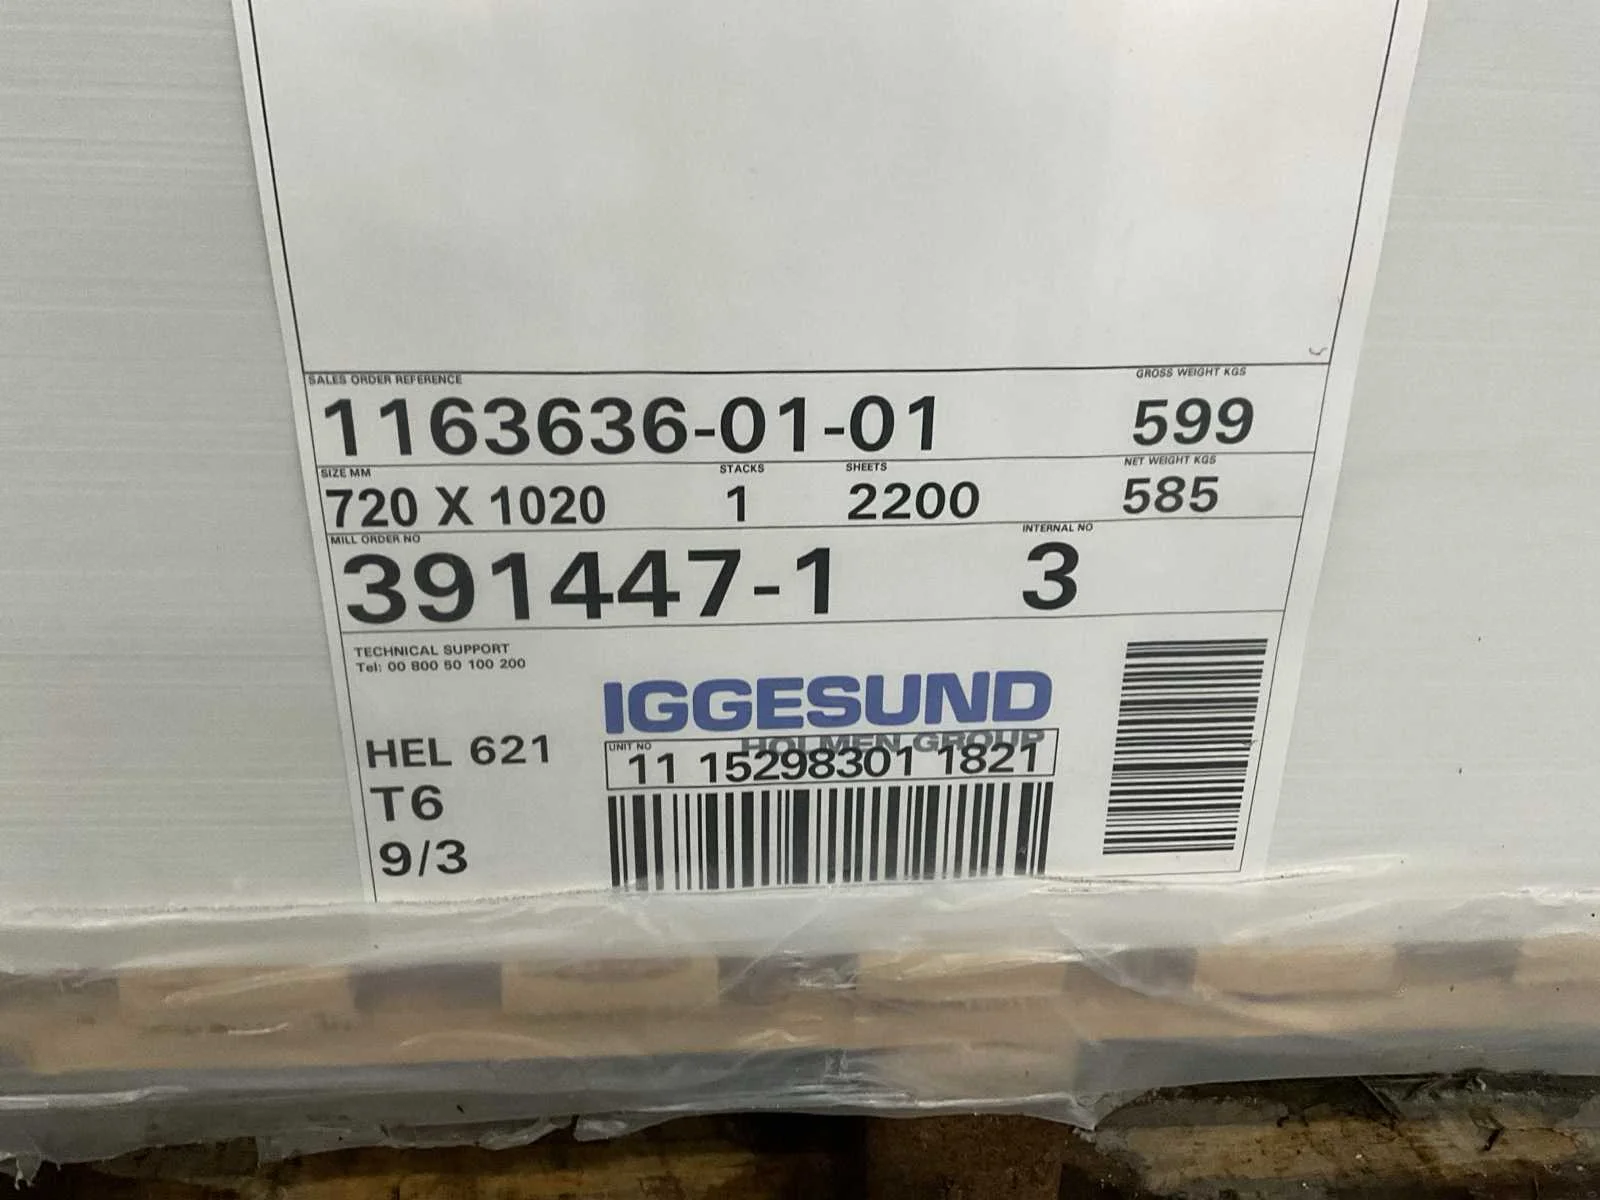 SALES ORDER REFERENCE
GROSS WEIGHT KGS
1163636-01-01 599
SIZE MM STACKS SHEETS NET WEIGHT KGS
720 X 1020 1 2200 585
MILL ORDER NO INTERNAL NO
391447-1 3
TECHNICAL SUPPORT
Tel: 00 800 50 100 200
IGGESUND
HOLMEN GROUP
UNIT NO
11 15298301 1821
HEL 621
T6
9/3